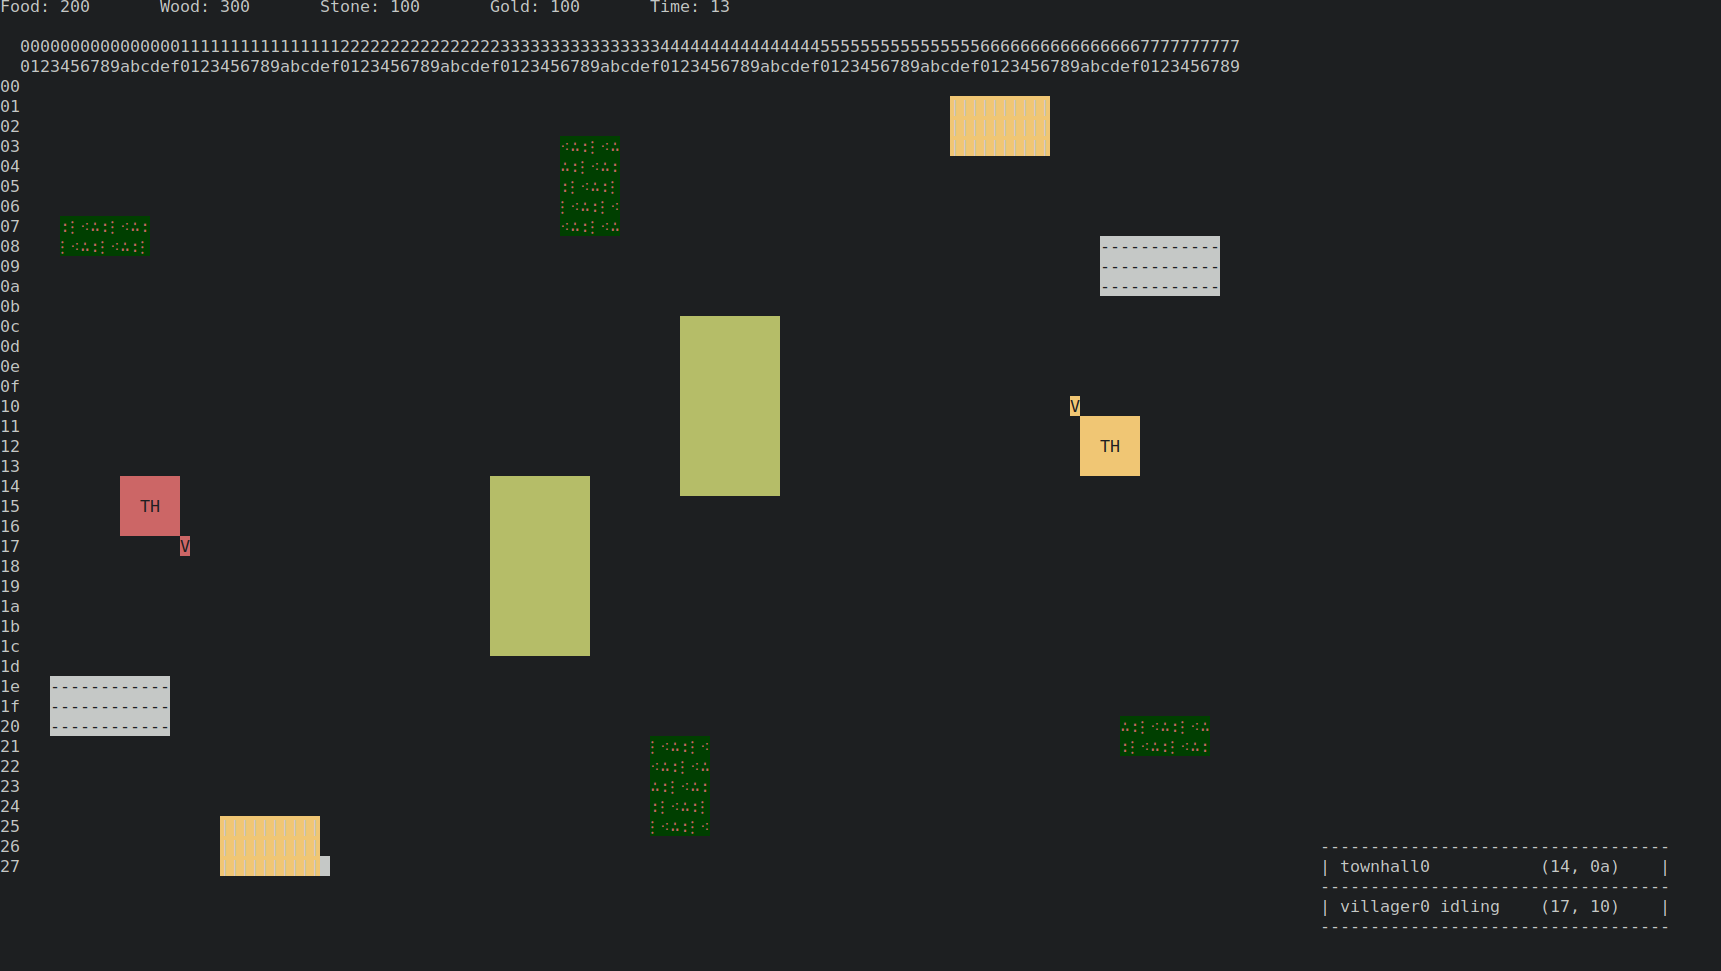 Food: 200       Wood: 300       Stone: 100       Gold: 100       Time: 13
00000000000000001111111111111111222222222222222233333333333333334444444444444444555555555555555566666666666666667777777777
0123456789abcdef0123456789abcdef0123456789abcdef0123456789abcdef0123456789abcdef0123456789abcdef0123456789abcdef0123456789
00
01
02
03
04
05
06
07
08 ------------
09 ------------
0a ------------
0b
0c
0d
0e
0f
10 V
11
12 TH
13
14
15 TH
16
17 V
18
19
1a
1b
1c
1d
1e ------------
1f ------------
20 ------------
21
22
23
24
25
26 -----------------------------------
27 | townhall0           (14, 0a)    |
-----------------------------------
| villager0 idling    (17, 10)    |
-----------------------------------